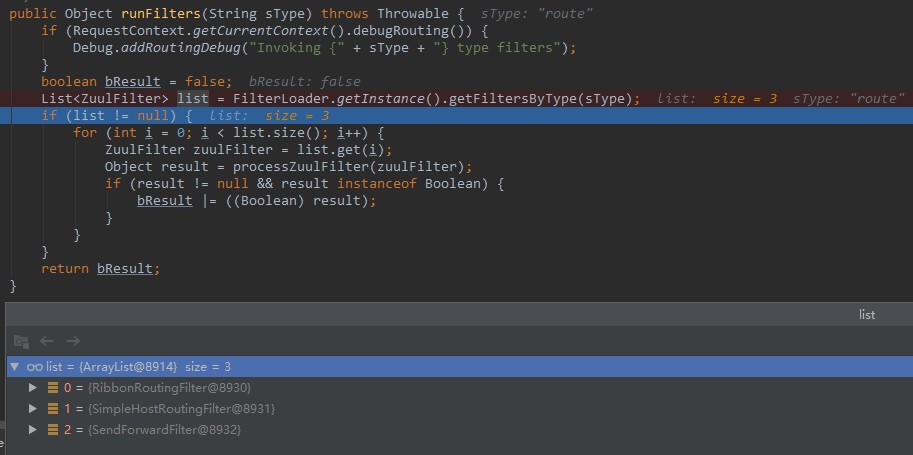 public Object runFilters(String sType) throws Throwable {  sType: "route"
if (RequestContext.getCurrentContext().debugRouting()) {
Debug.addRoutingDebug("Invoking {" + sType + "} type filters");
}
boolean bResult = false;  bResult: false
List<ZuulFilter> list = FilterLoader.getInstance().getFiltersByType(sType);  list:  size = 3  sType: "route"
if (list != null) {  list:  size = 3
for (int i = 0; i < list.size(); i++) {
ZuulFilter zuulFilter = list.get(i);
Object result = processZuulFilter(zuulFilter);
if (result != null && result instanceof Boolean) {
bResult |= ((Boolean) result);
}
}
}
return bResult;
}
list
list = {ArrayList@8914}  size = 3
0 = {RibbonRoutingFilter@8930}
1 = {SimpleHostRoutingFilter@8931}
2 = {SendForwardFilter@8932}
e